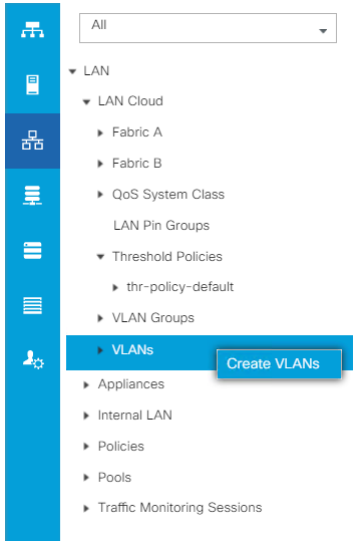 All
LAN
LAN Cloud
Fabric A
Fabric B
QoS System Class
LAN Pin Groups
Threshold Policies
thr-policy-default
VLAN Groups
VLANs
Create VLANs
Appliances
Internal LAN
Policies
Pools
Traffic Monitoring Sessions